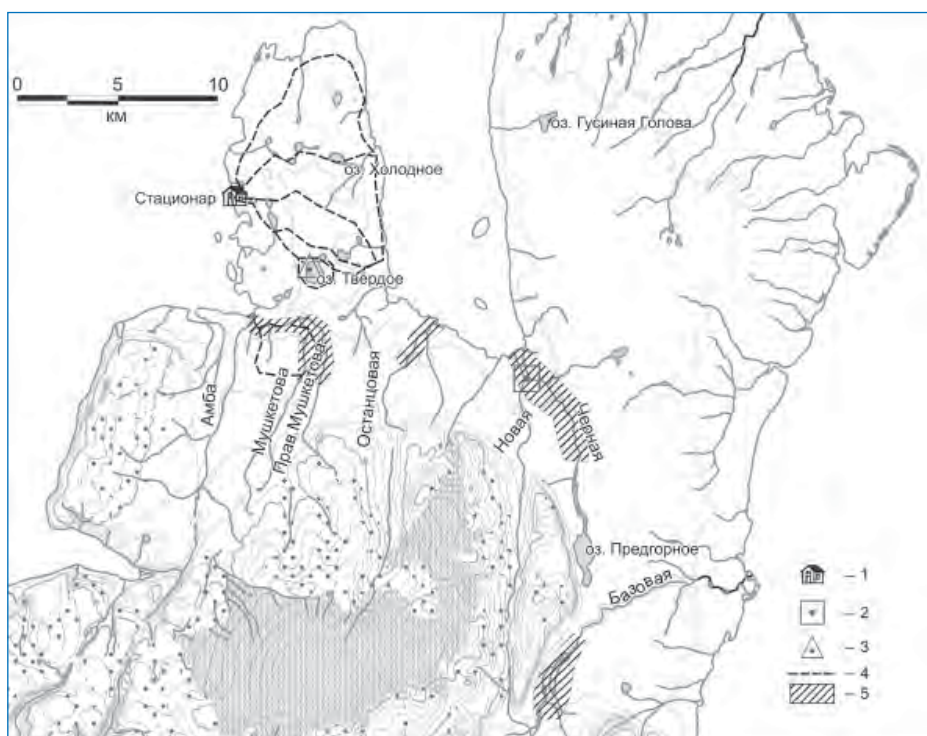 0 5 10
км
оз. Гусиная Голова
оз. Холодное
Стационар
оз. Твердое
Амба
Мушкетова
Прав. Мушкетова
Останцовая
Новая
Черная
оз. Предгорное
Базовая
– 1
– 2
– 3
– 4
– 5